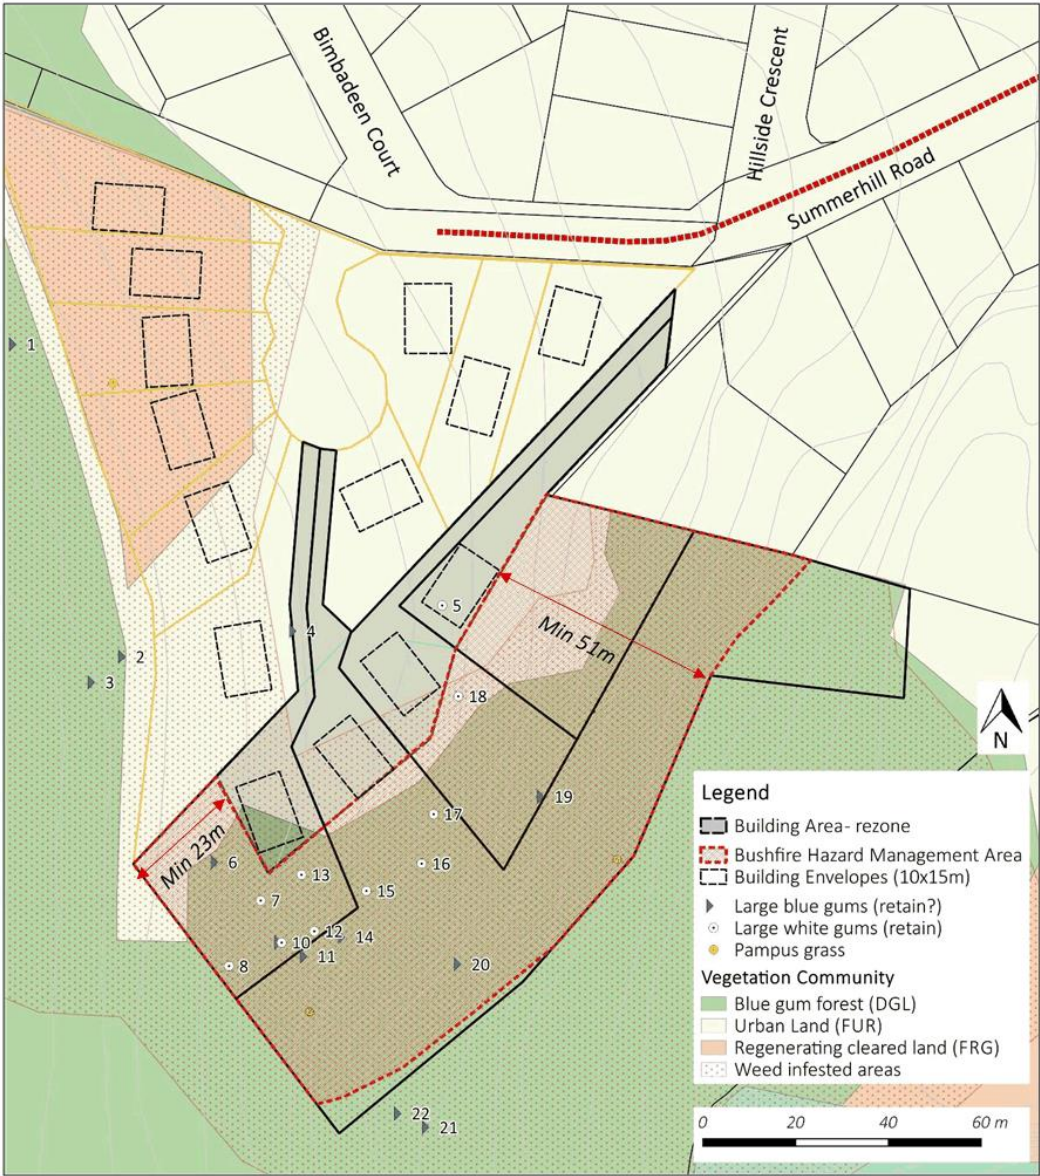 Bimbadeen Court
Hillside Crescent
Summerhill Road
1
2
3
4
5
Min 51m
18
19
17
16
Min 23m
6
13
15
7
12
10
14
11
8
20
22
21
N
Legend
Building Area- rezone
Bushfire Hazard Management Area
Building Envelopes (10x15m)
Large blue gums (retain?)
Large white gums (retain)
Pampus grass
Vegetation Community
Blue gum forest (DGL)
Urban Land (FUR)
Regenerating cleared land (FRG)
Weed infested areas
0 20 40 60 m